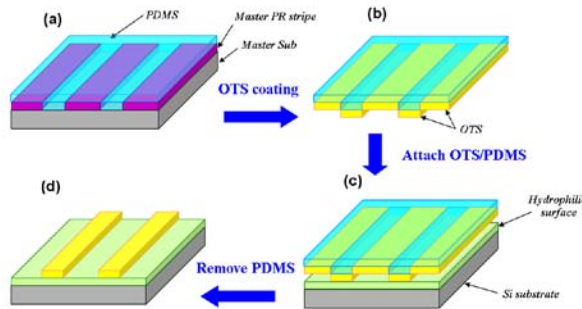 (a)
PDMS
Master PR stripe
Master Sub
OTS coating
(b)
OTS
Attach OTS/PDMS
(c)
Hydrophili
surface
Si substrate
Remove PDMS
(d)